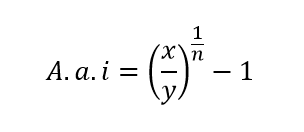 A. a. i = (x/y)^(1/n) − 1